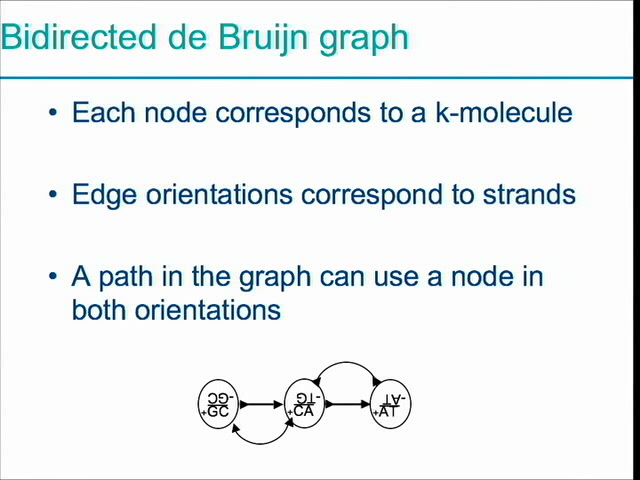 Bidirected de Bruijn graph
• Each node corresponds to a k-molecule
• Edge orientations correspond to strands
• A path in the graph can use a node in
both orientations
-GC
+GC
-TG
+CA
-AT
+AT